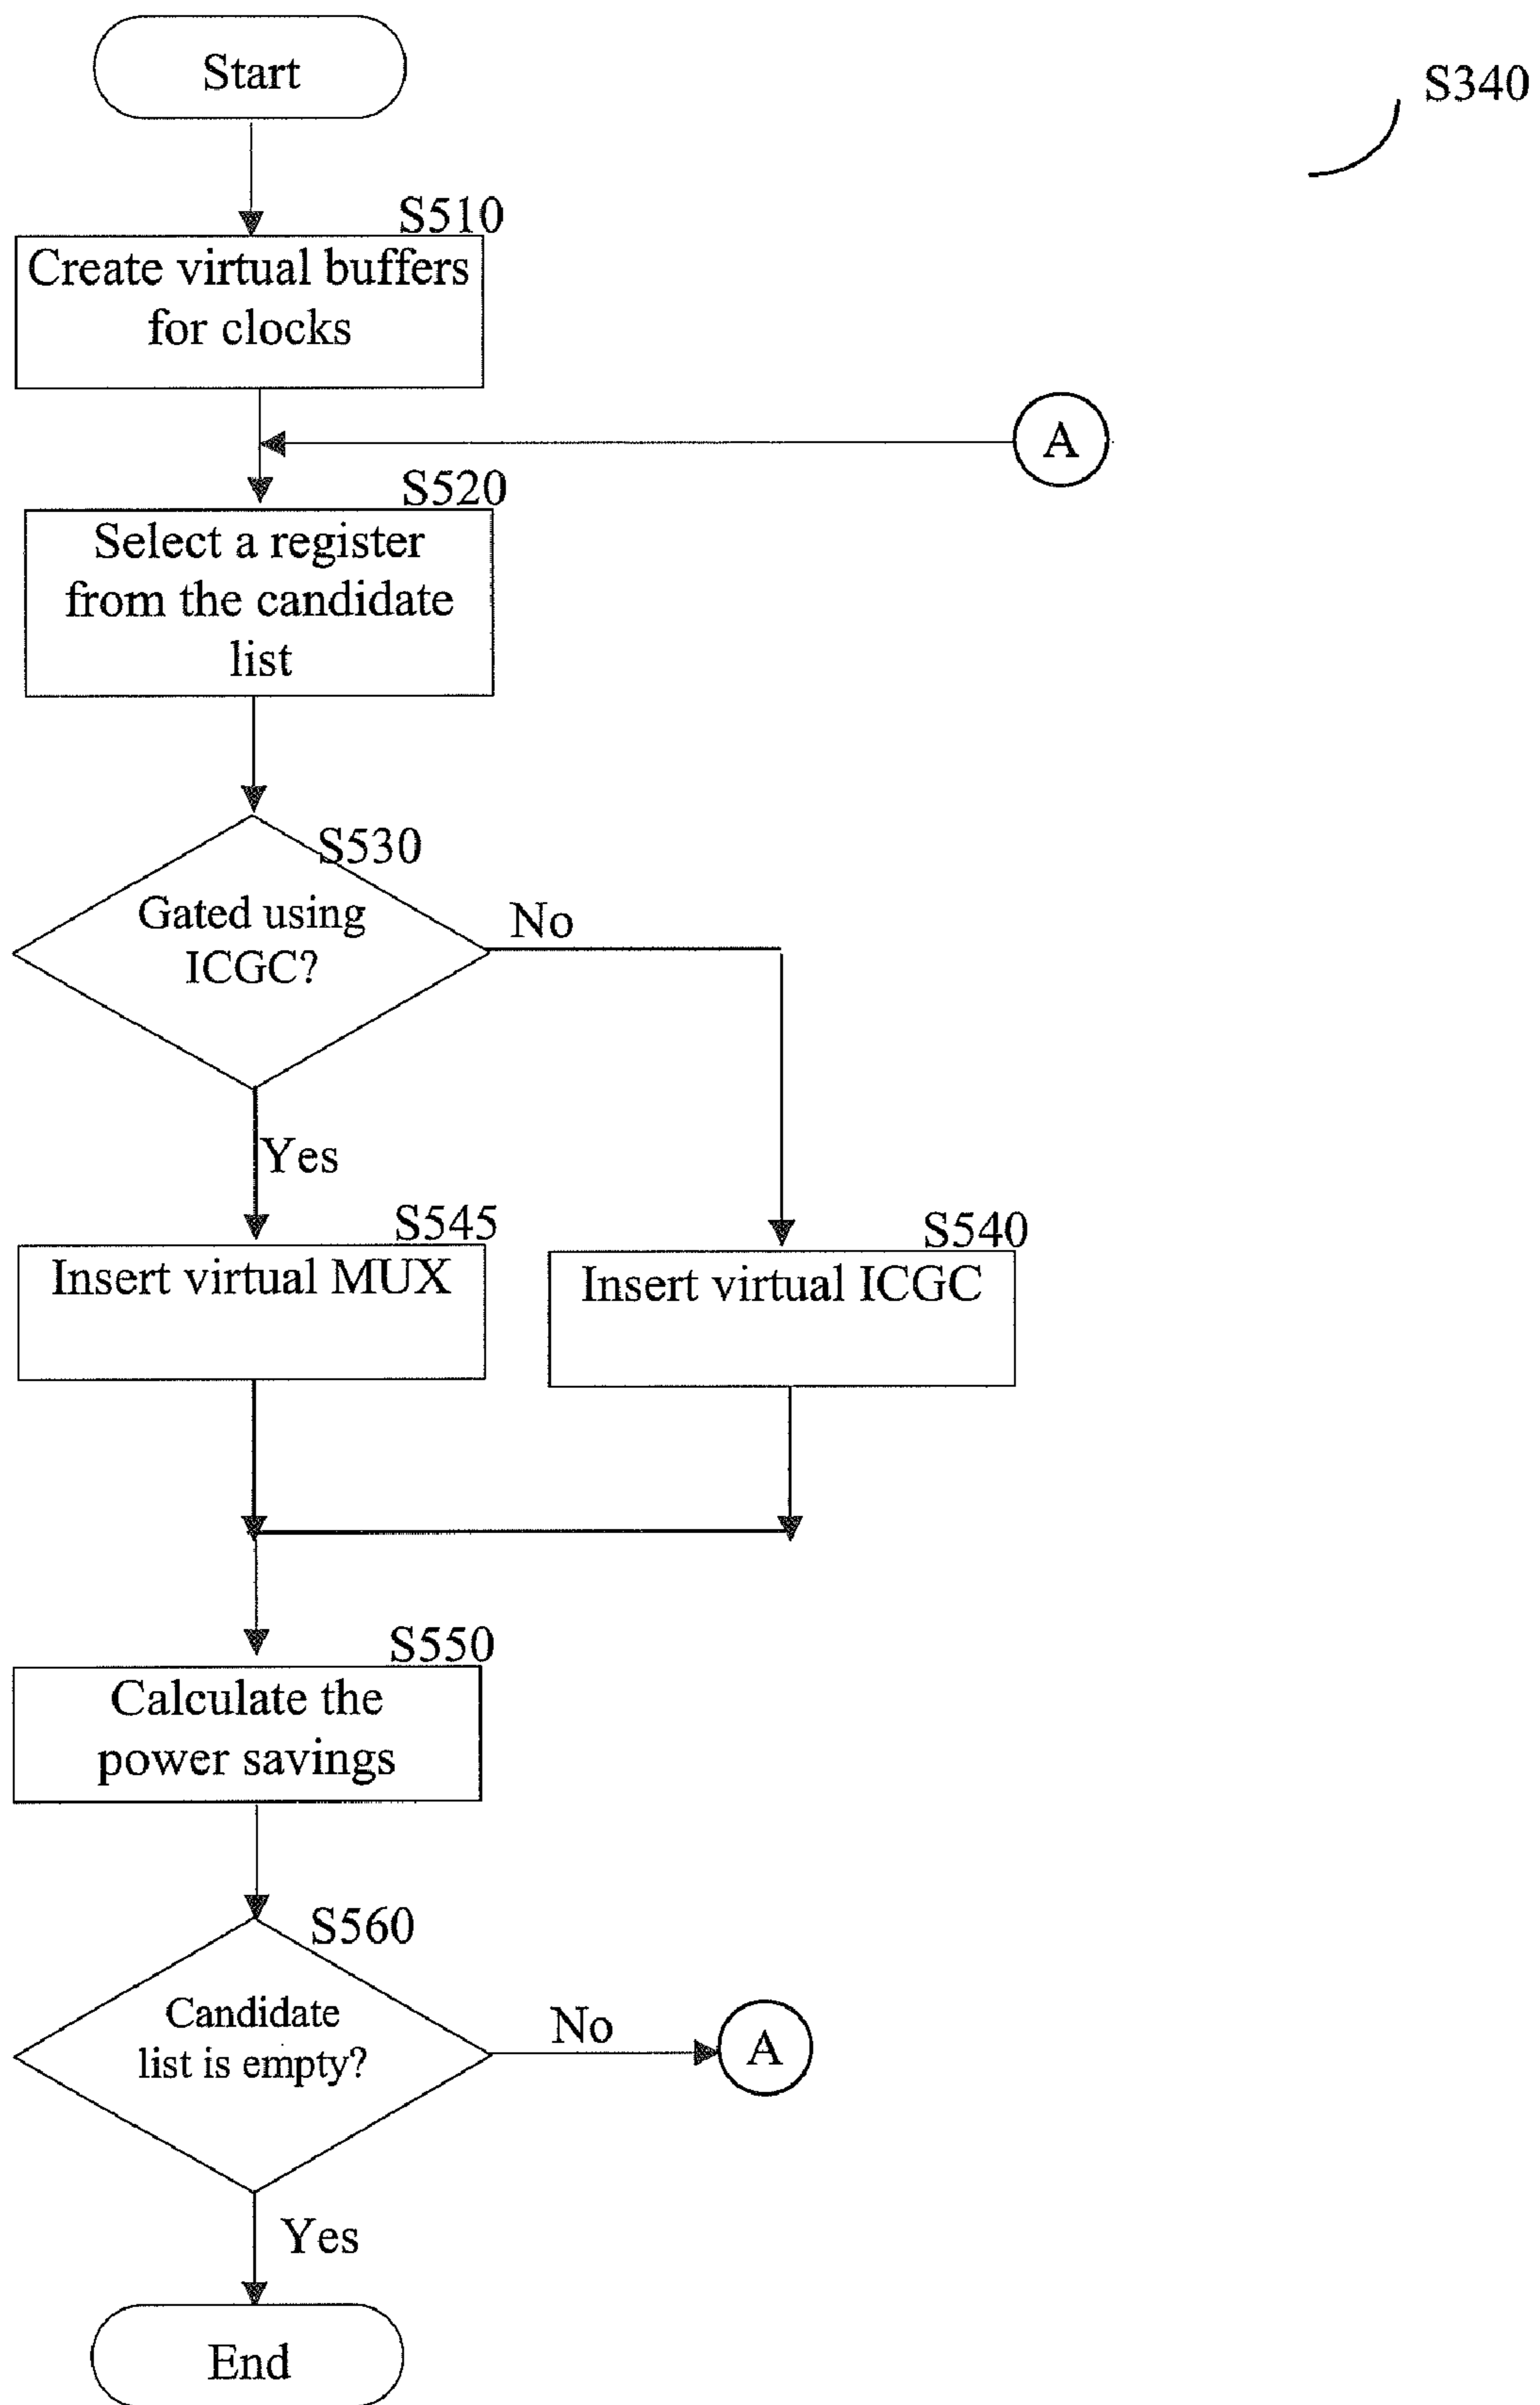 Start
S340
S510
Create virtual buffers
for clocks
A
S520
Select a register
from the candidate
list
S530
Gated using
ICGC?
No
Yes
S545
Insert virtual MUX
S540
Insert virtual ICGC
S550
Calculate the
power savings
S560
Candidate
list is empty?
No
A
Yes
End